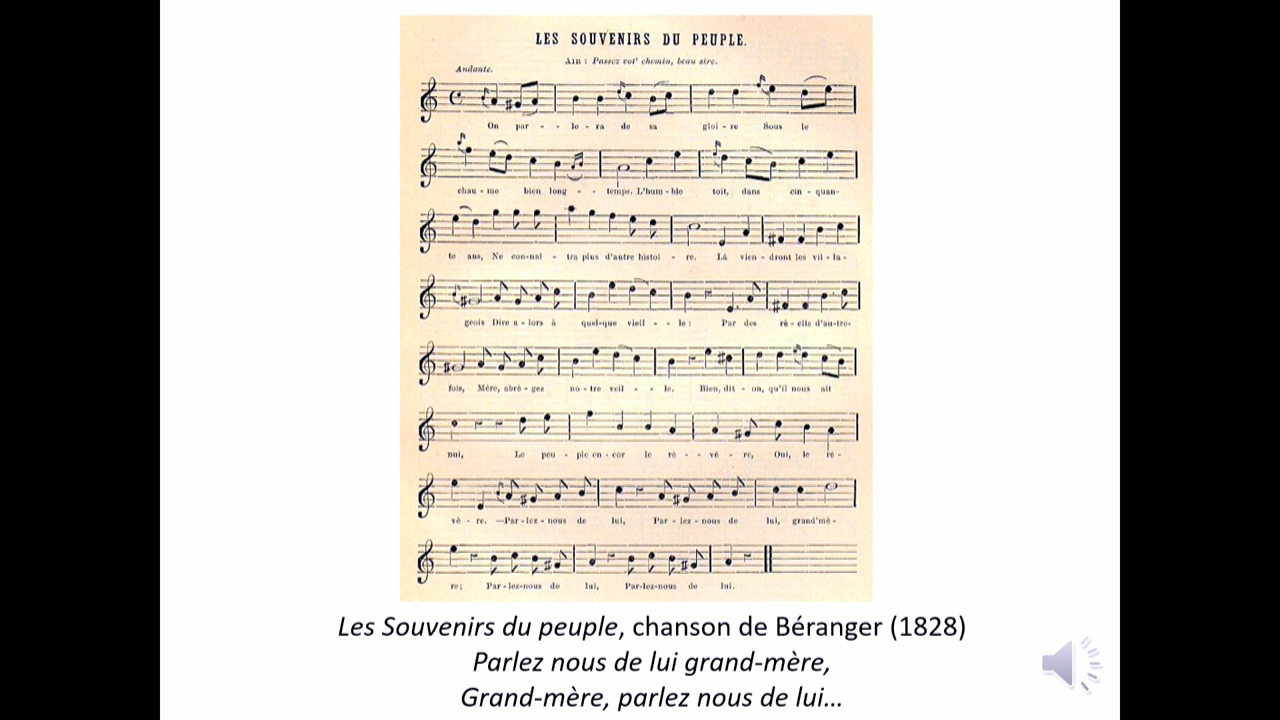 LES SOUVENIRS DU PEUPLE.
AIR : Passez vot' chemin, beau sire.
Andante.
On par - - le - ra de sa gloi - re Sous le
chau - me bien long - - temps. L'hum - ble toit, dans cin - quan-
te ans, Ne con-naî - tra plus d'autre histoi - re. Là vien - dront les vil - la-
geois Dire a - lors à quel-que vieil - - le : Par des ré - cits d'au-tre-
fois, Mère, abré - gez no - tre veil - - le. Bien, dit - on, qu'il nous ait
nui, Le peu - ple en - cor le ré - - vè - re, Oui, le ré -
vè - re. —Par - lez - nous de lui, Par - lez - nous de lui, grand'mè -
re ; Par - lez-nous de lui, Par-lez-nous de lui.
Les Souvenirs du peuple, chanson de Béranger (1828)
Parlez nous de lui grand-mère,
Grand-mère, parlez nous de lui…